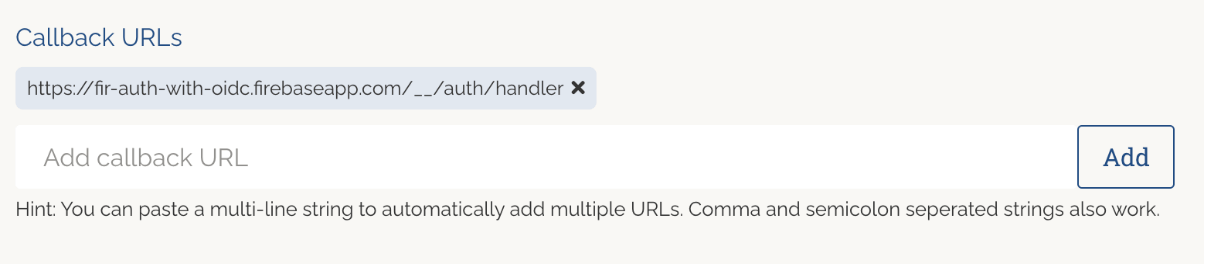 Callback URLs
https://fir-auth-with-oidc.firebaseapp.com/__/auth/handler ✖
Add callback URL
Add
Hint: You can paste a multi-line string to automatically add multiple URLs. Comma and semicolon seperated strings also work.